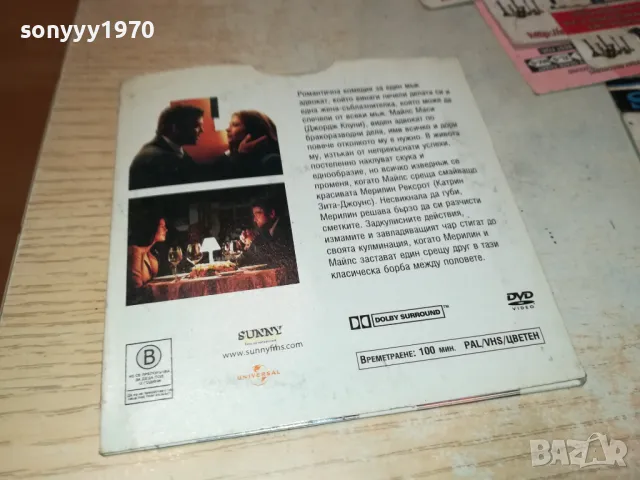 sonyyy1970
Романтична комедия за един мъж
адвокат, който винаги печели делата си и
една жена-съблазнителка, която може да
спечели от всеки мъж. Майлс Маси
(Джордж Клуни), виден адвокат по
бракоразводни дела, има всичко и дори
повече отколкото му е нужно. В живота
му, изтъкан от непрекъснати успехи,
постепенно нахлуват скука и
еднообразие, но всичко изведнъж се
променя, когато Майлс среща смайващо
красивата Мерилин Рексрот (Катрин
Зита-Джоунс). Несвикнала да губи,
Мерилин решава бързо да си разчисти
сметките. Задкулисните действия,
измамите и завладяващият чар стигат до
своята кулминация, когато Мерилин и
Майлс застават един срещу друг в тази
класическа борба между половете.
B
SUNNY
www.sunnyfilms.com
UNIVERSAL
DOLBY SURROUND™
DVD
VIDEO
ВРЕМЕТРАЕНЕ: 100 МИН. PAL/VHS/ЦВЕТЕН
BAZAR
bg